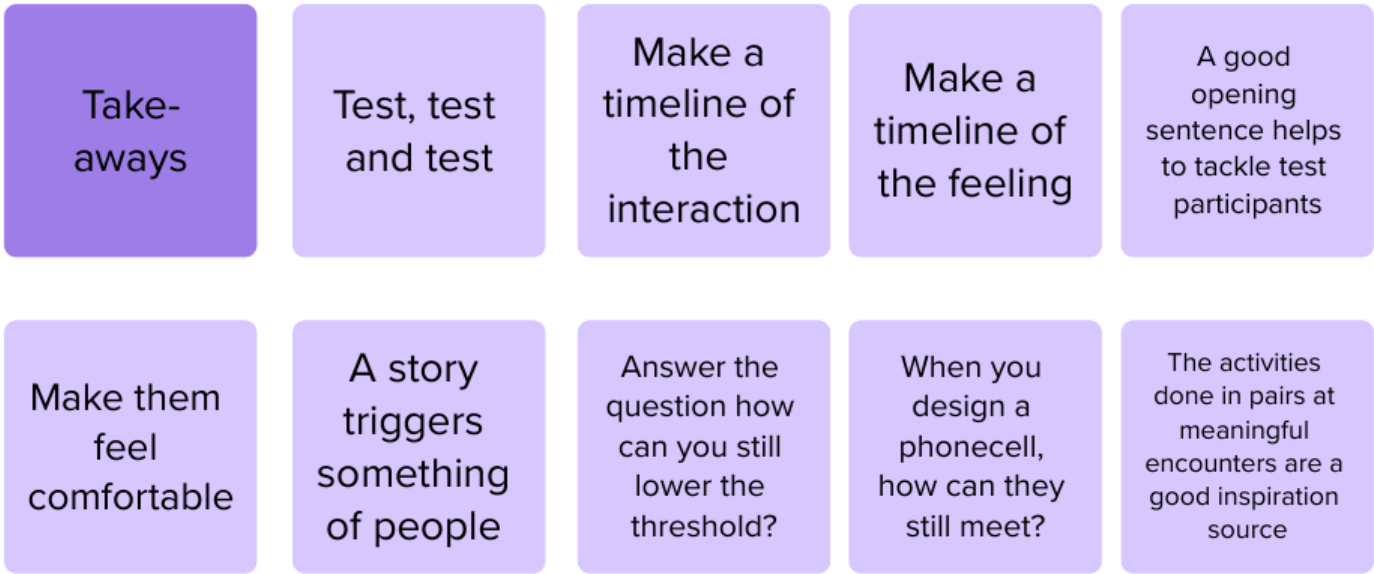 Take-
aways
Test, test
and test
Make a
timeline of
the
interaction
Make a
timeline of
the feeling
A good
opening
sentence helps
to tackle test
participants
Make them
feel
comfortable
A story
triggers
something
of people
Answer the
question how
can you still
lower the
threshold?
When you
design a
phonecell,
how can they
still meet?
The activities
done in pairs at
meaningful
encounters are a
good inspiration
source